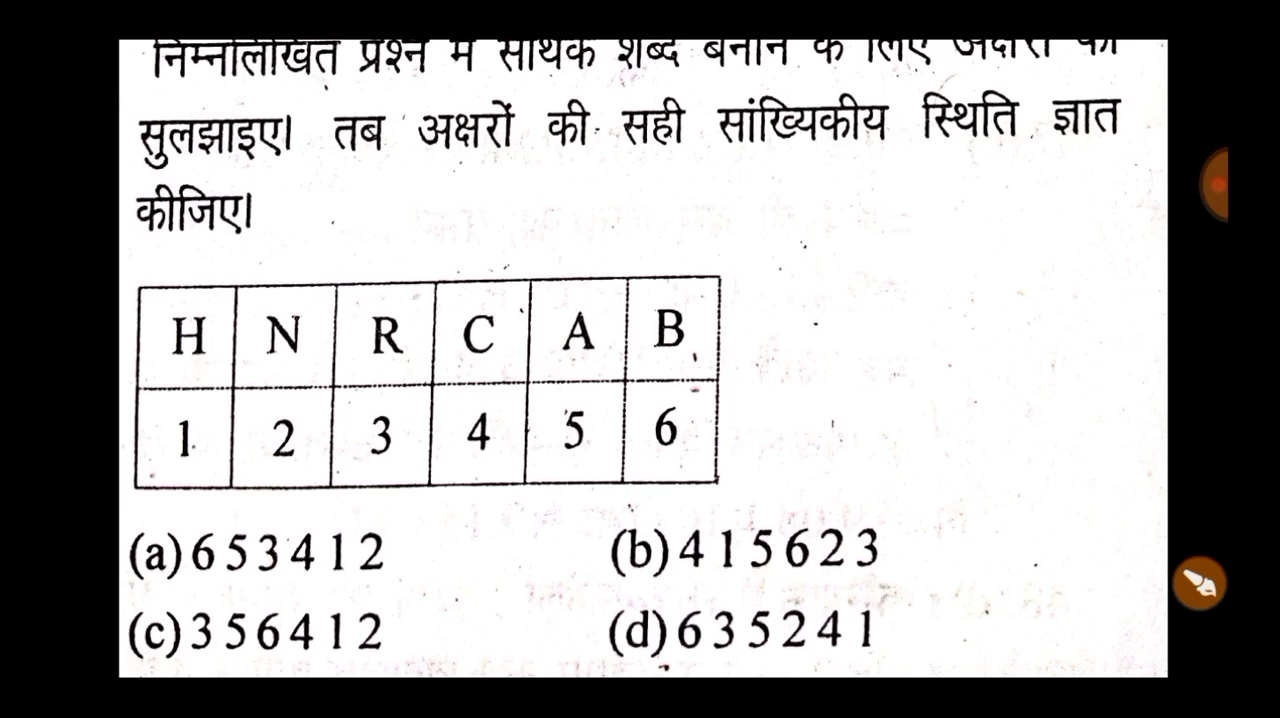 निम्नलिखित प्रश्न में सार्थक शब्द बनाने के लिए अक्षरों को
सुलझाइए। तब अक्षरों की सही सांख्यिकीय स्थिति ज्ञात
कीजिए।
H N R C A B
1 2 3 4 5 6
(a) 6 5 3 4 1 2 (b) 4 1 5 6 2 3
(c) 3 5 6 4 1 2 (d) 6 3 5 2 4 1